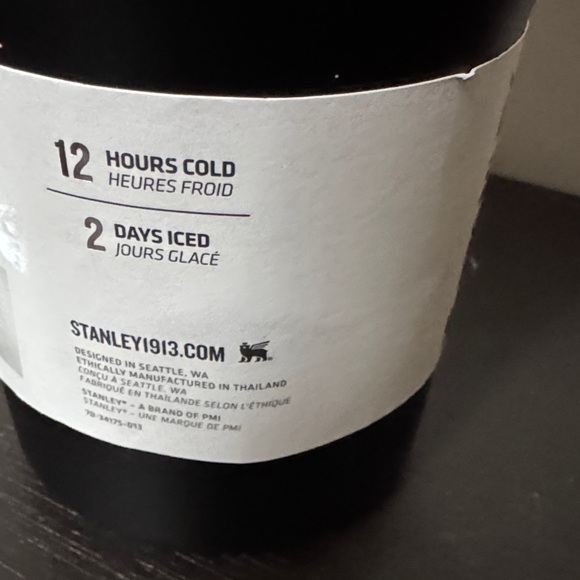 12 HOURS COLD
HEURES FROID
2 DAYS ICED
JOURS GLACÉ
STANLEY1913.COM
DESIGNED IN SEATTLE, WA
ETHICALLY MANUFACTURED IN THAILAND
CONÇU À SEATTLE, WA
FABRIQUÉ EN THAÏLANDE SELON L'ÉTHIQUE
STANLEY® - A BRAND OF PMI
STANLEY® - UNE MARQUE DE PMI
70-34175-013